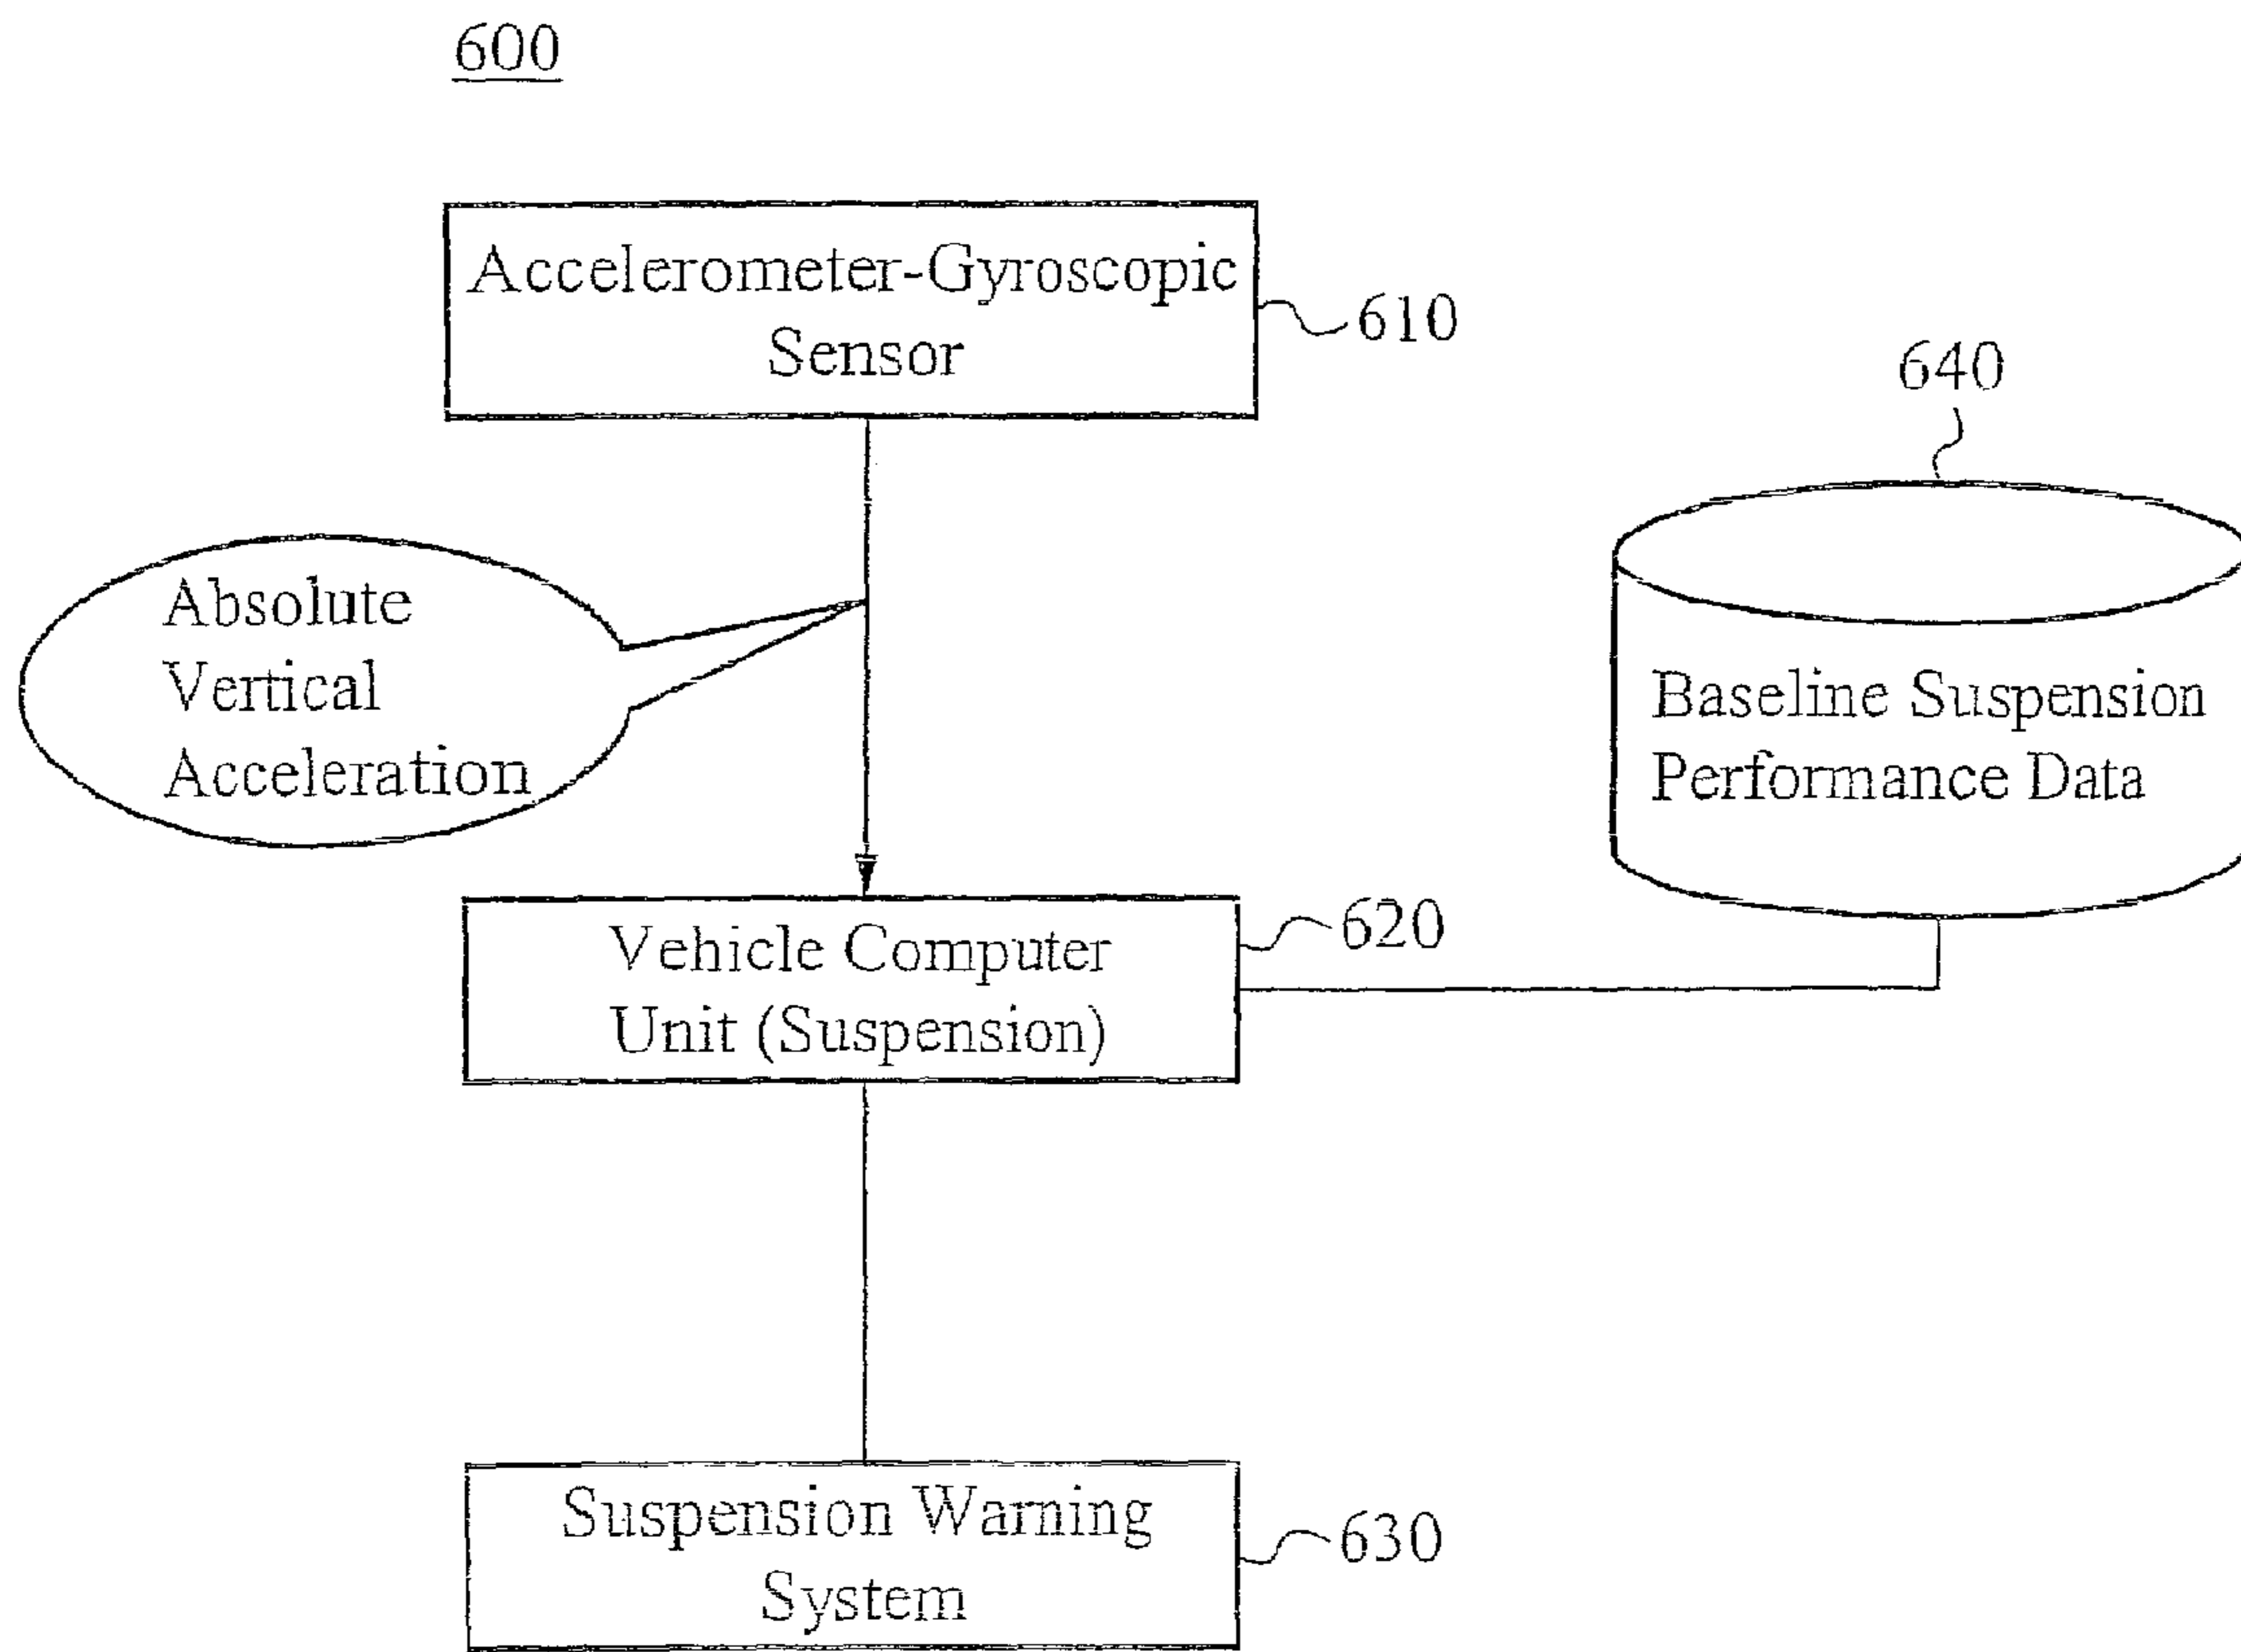 600
Accelerometer-Gyroscopic
Sensor
610
640
Absolute
Vertical
Acceleration
Baseline Suspension
Performance Data
Vehicle Computer
Unit (Suspension)
620
Suspension Warning
System
630